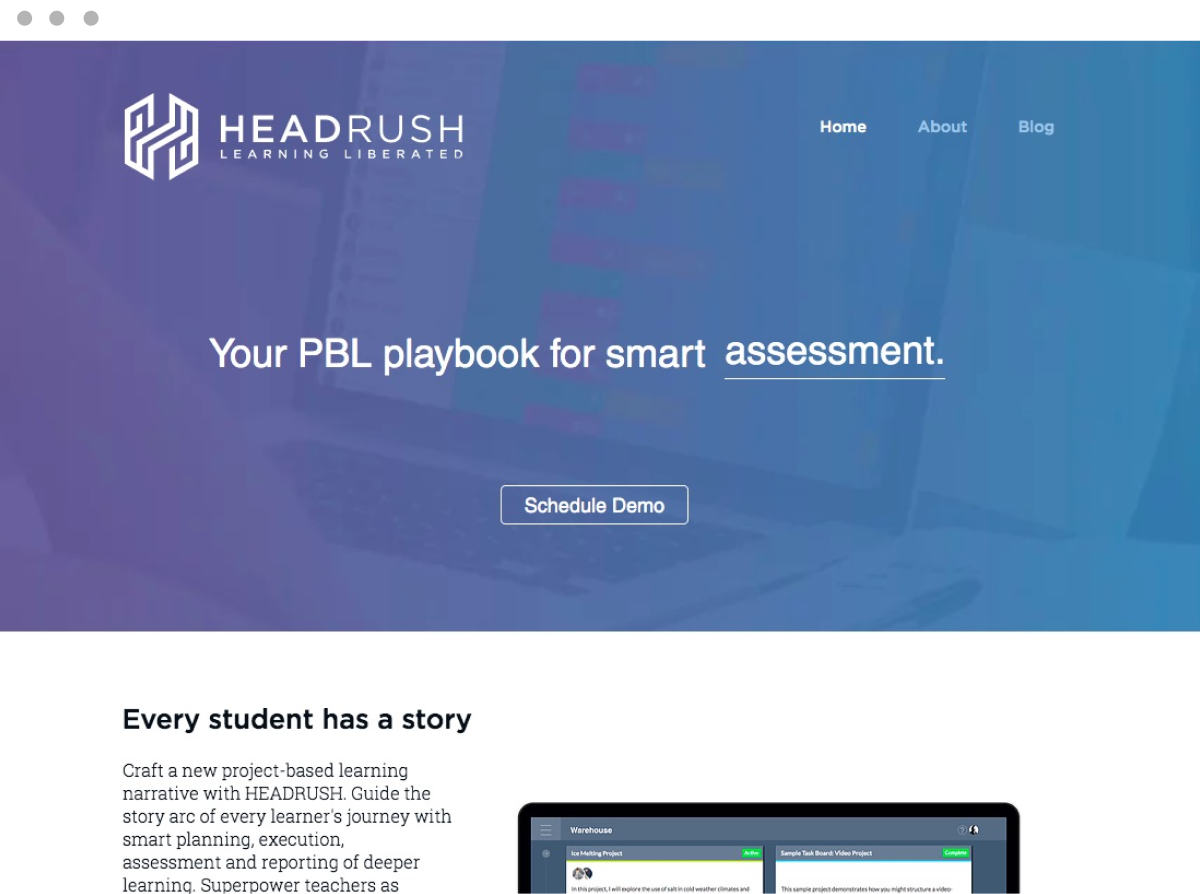 HEADRUSH
LEARNING LIBERATED
Home About Blog
Your PBL playbook for smart assessment.
Schedule Demo
Every student has a story
Craft a new project-based learning
narrative with HEADRUSH. Guide the
story arc of every learner's journey with
smart planning, execution,
assessment and reporting of deeper
learning. Superpower teachers as
Warehouse
Ice Melting Project Active
Sample Task Board: Video Project Complete
In this project, I will explore the use of salt in cold weather climates and
This sample project demonstrates how you might structure a video-